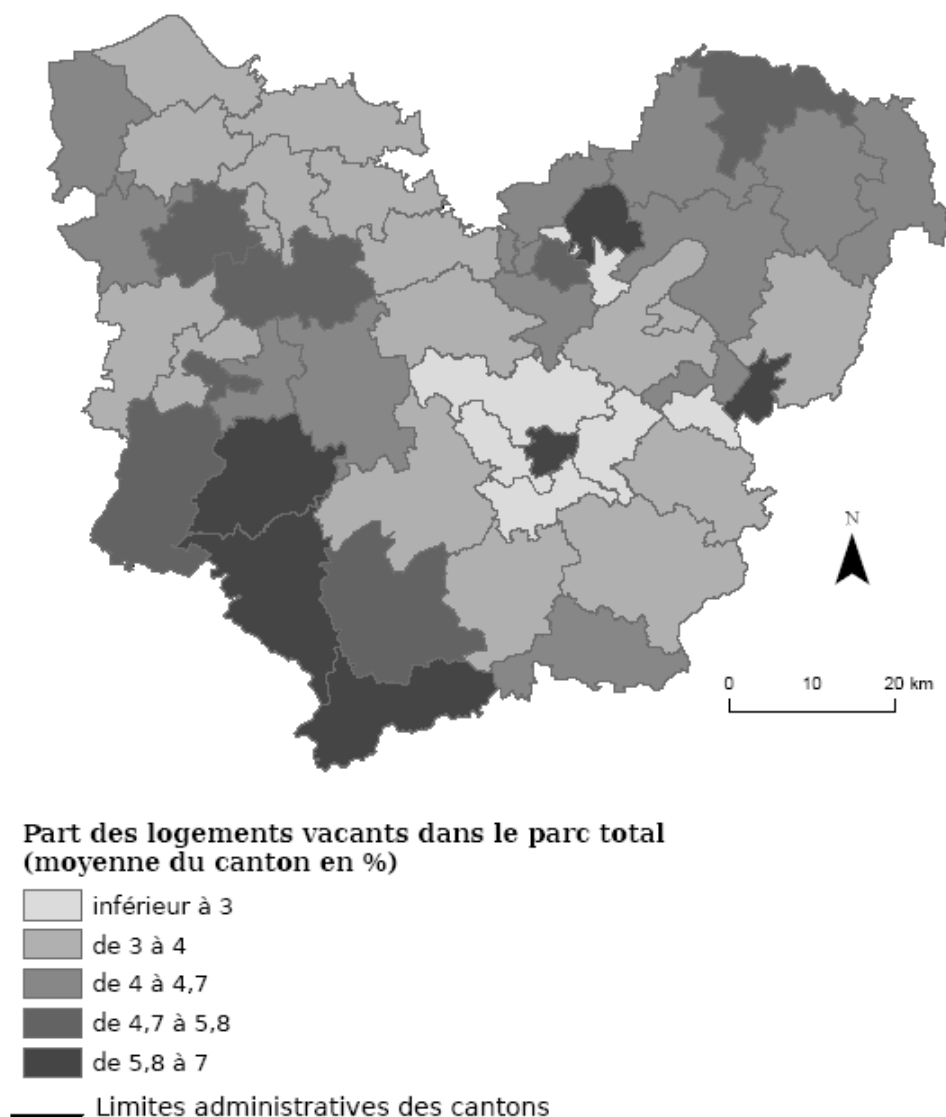 N
0 10 20 km
Part des logements vacants dans le parc total
(moyenne du canton en %)
inférieur à 3
de 3 à 4
de 4 à 4,7
de 4,7 à 5,8
de 5,8 à 7
Limites administratives des cantons